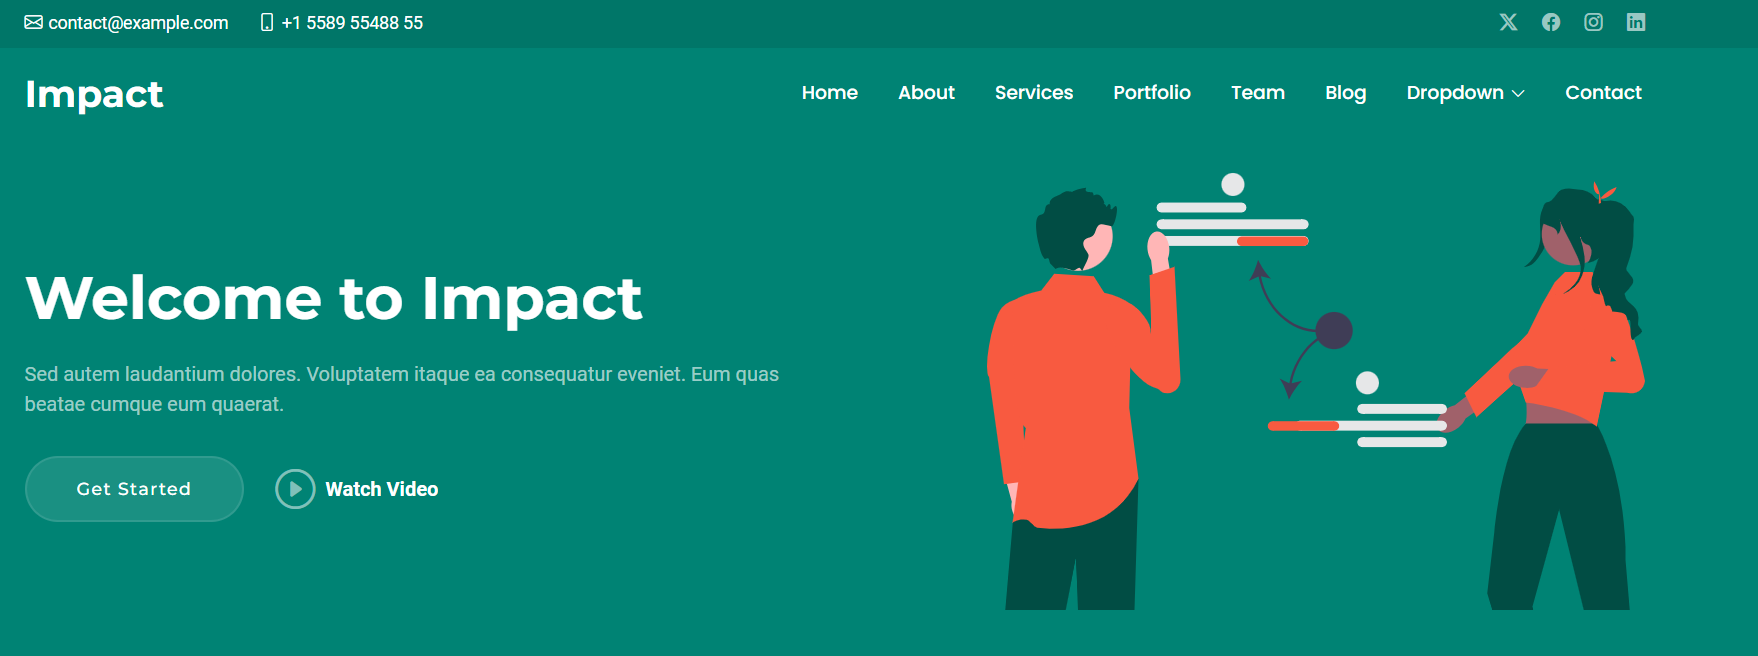 contact@example.com +1 5589 55488 55
Impact
Home About Services Portfolio Team Blog Dropdown Contact
Welcome to Impact
Sed autem laudantium dolores. Voluptatem itaque ea consequatur eveniet. Eum quas
beatae cumque eum quaerat.
Get Started Watch Video